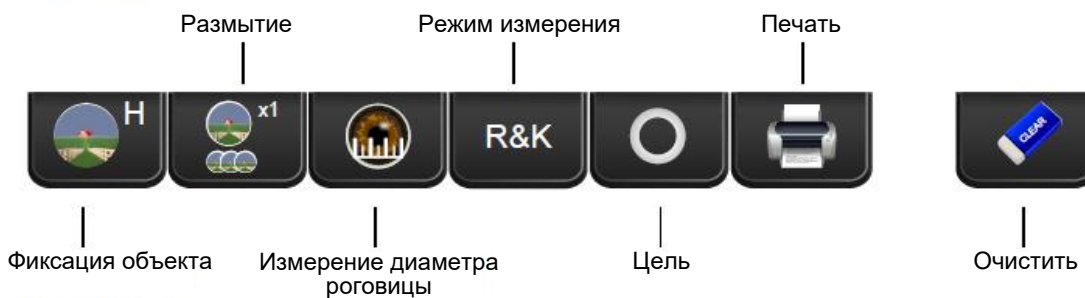 Размытие Режим измерения Печать
H x1 R&K CLEAR
Фиксация объекта Измерение диаметра роговицы Цель Очистить